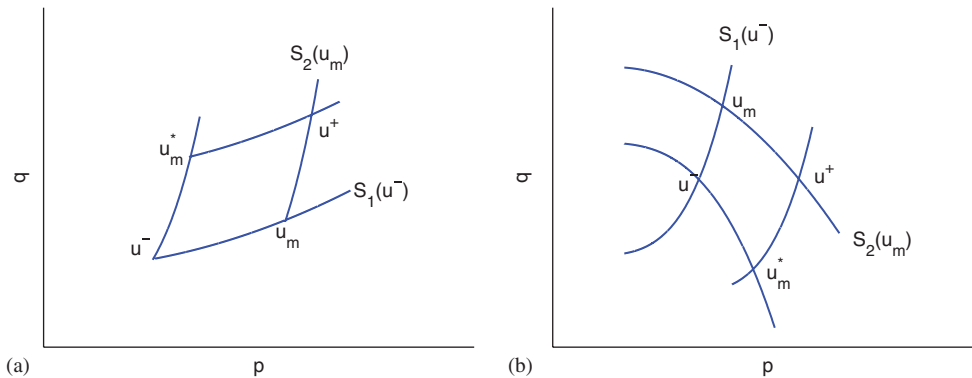 S₂(uₘ)
u⁺
uₘ*
S₁(u⁻)
uₘ
u⁻
q
p
(a)
S₁(u⁻)
uₘ
u⁻
u⁺
S₂(uₘ)
uₘ*
q
p
(b)